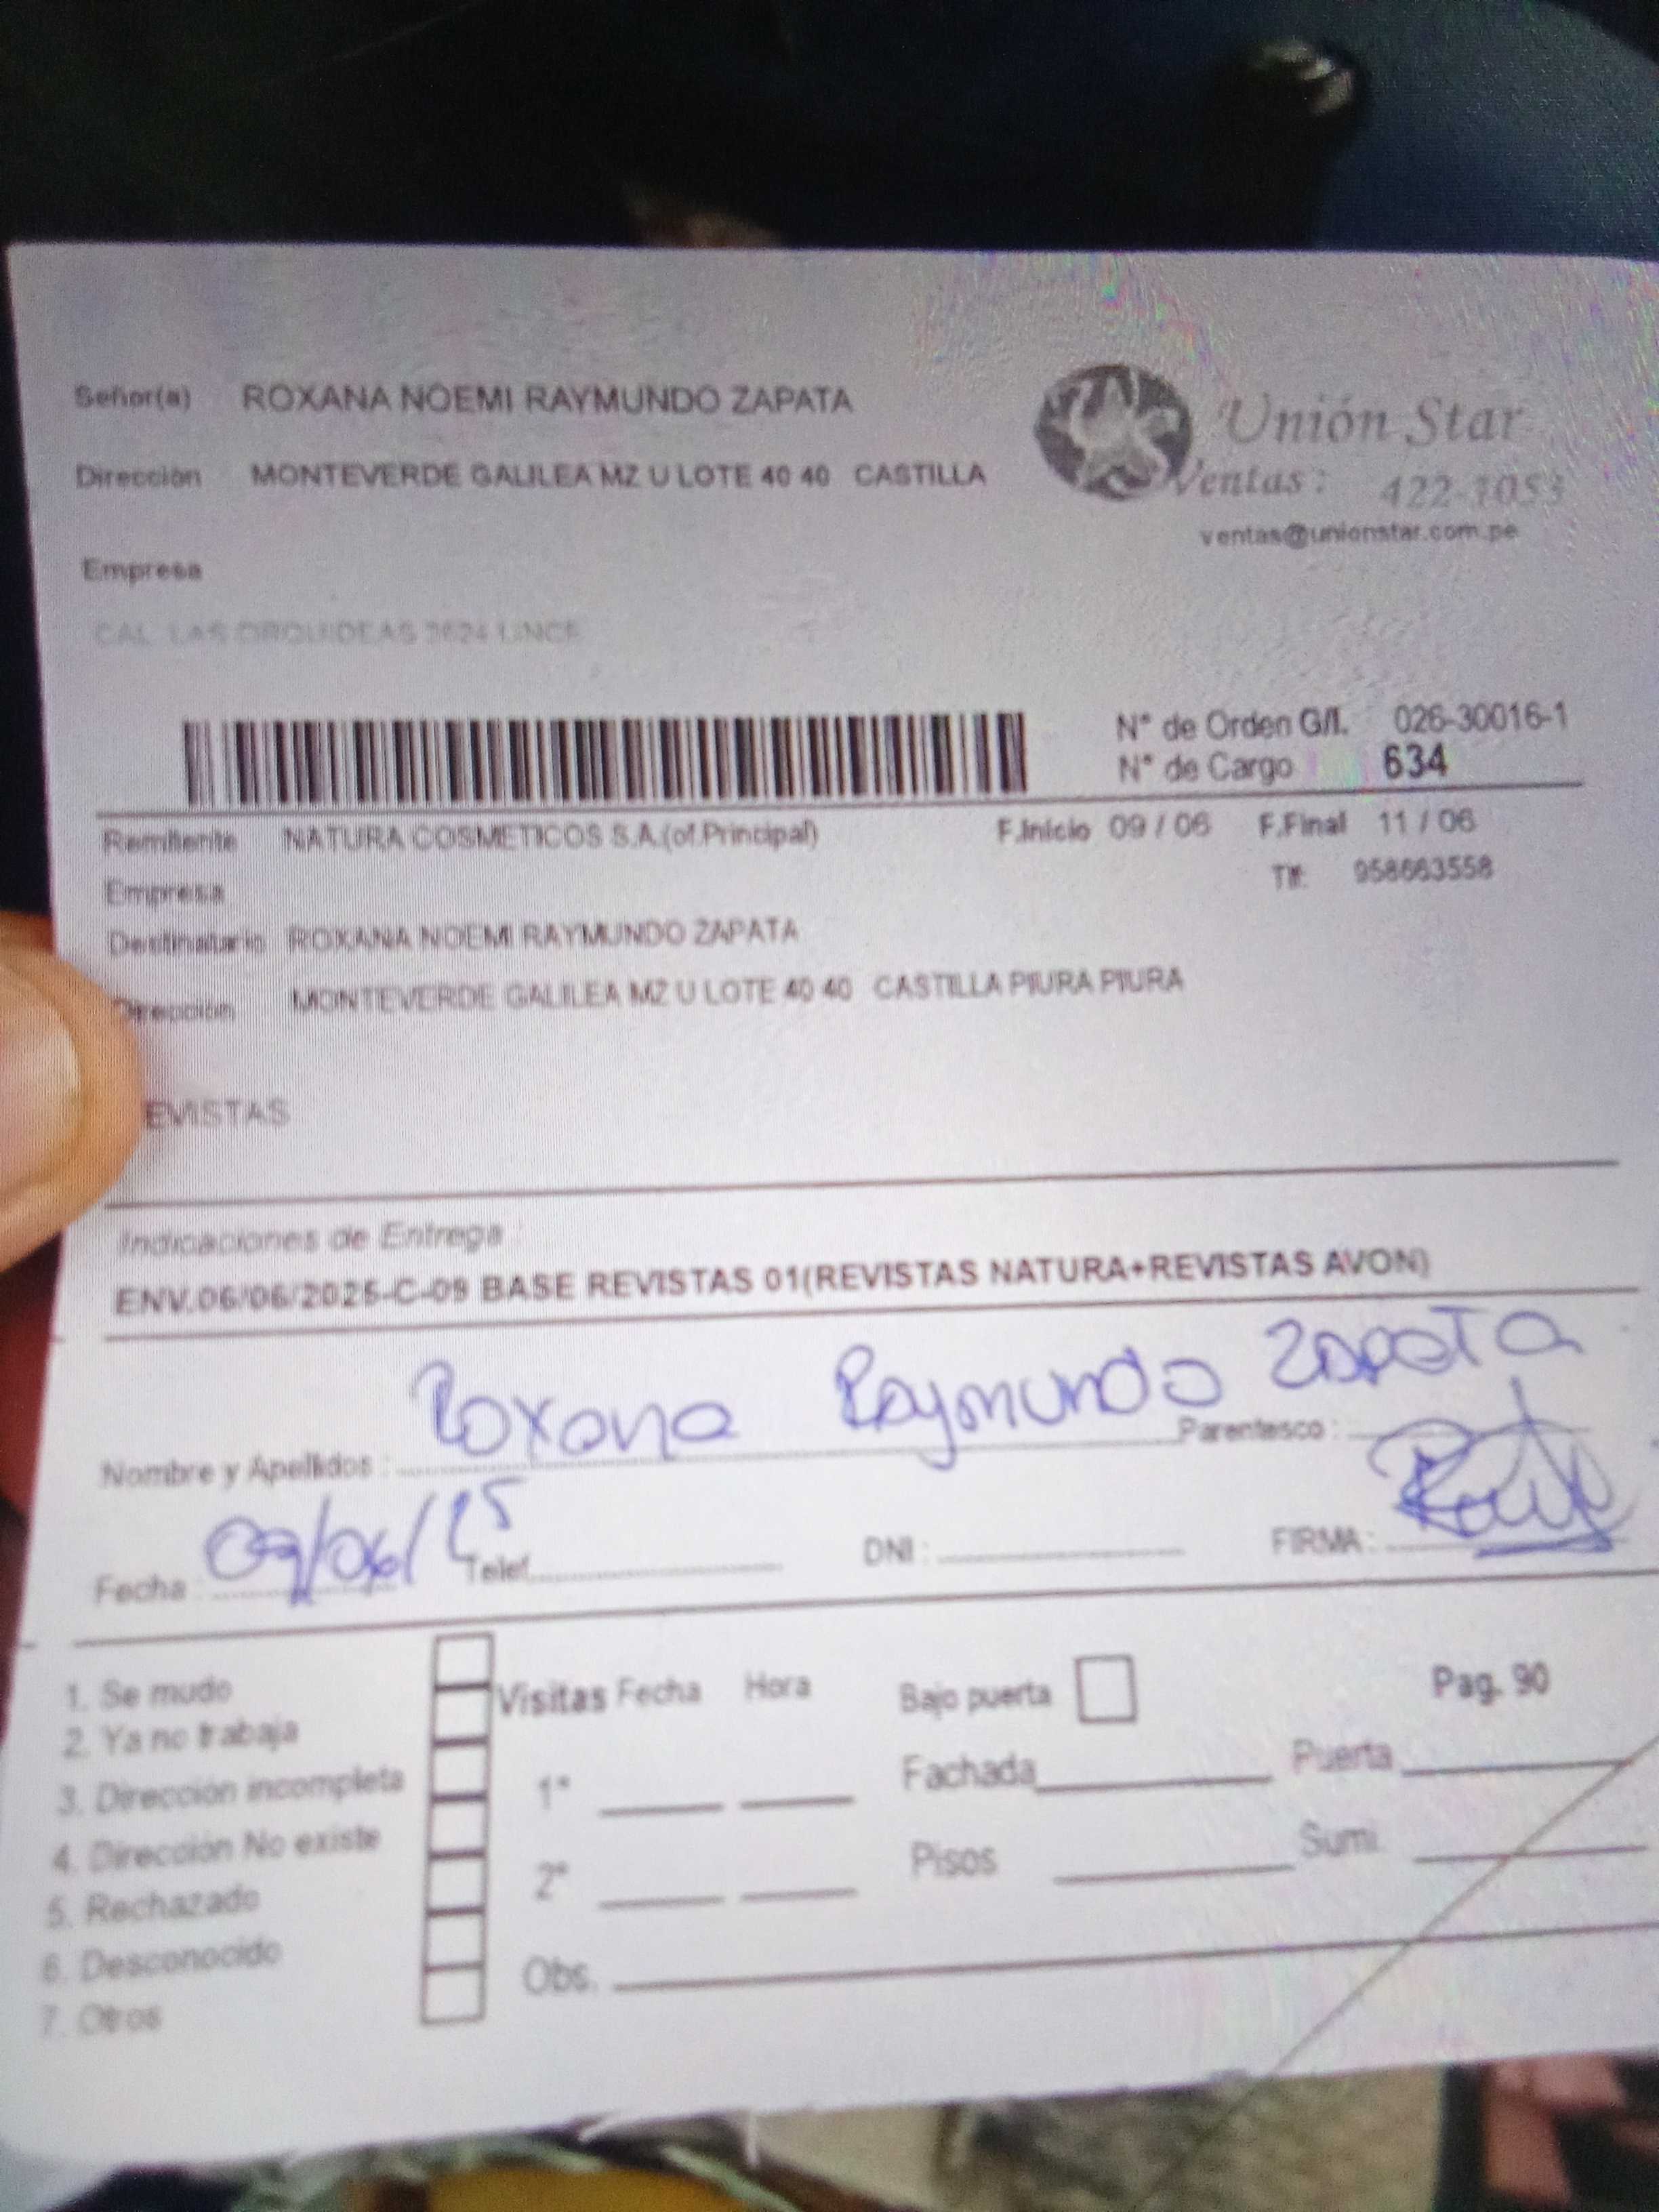 Señor(a) ROXANA NOEMI RAYMUNDO ZAPATA
Dirección MONTEVERDE GALILEA MZ U LOTE 40 40 CASTILLA
Unión Star
Ventas: 422-1053
ventas@unionstar.com.pe
Empresa
CAL. LAS ORQUIDEAS 2624 LINCE
N° de Orden G/I. 026-30016-1
N° de Cargo 634
Remitente NATURA COSMETICOS S.A.(of.Principal) F.Inicio 09 / 06 F.Final 11 / 06
Empresa Tlf: 958663558
Destinatario ROXANA NOEMI RAYMUNDO ZAPATA
Dirección MONTEVERDE GALILEA MZ U LOTE 40 40 CASTILLA PIURA PIURA
EVISTAS
Indicaciones de Entrega :
ENV.06/06/2025-C-09 BASE REVISTAS 01(REVISTAS NATURA+REVISTAS AVON)
Nombre y Apellidos : Roxana Raymundo Zapata Parentesco :
Fecha : 09/06/25 Telef. DNI : FIRMA :
1. Se mudo
2. Ya no trabaja
3. Dirección incompleta
4. Dirección No existe
5. Rechazado
6. Desconocido
7. Otros
Visitas Fecha Hora
1°
2°
Obs.
Bajo puerta Pag. 90
Fachada Puerta
Pisos Sumi.